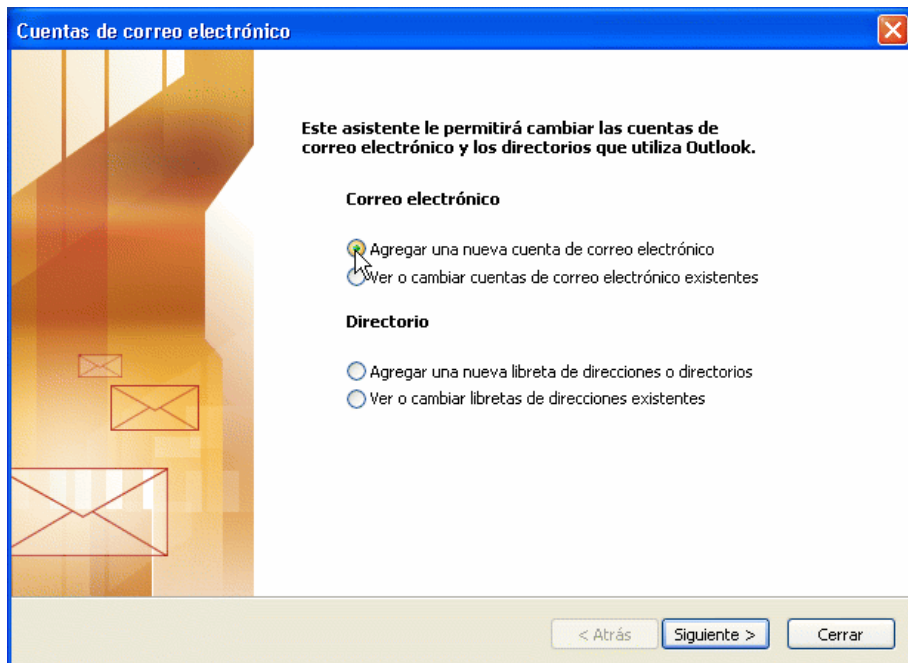 Cuentas de correo electrónico
Este asistente le permitirá cambiar las cuentas de
correo electrónico y los directorios que utiliza Outlook.
Correo electrónico
Agregar una nueva cuenta de correo electrónico
Ver o cambiar cuentas de correo electrónico existentes
Directorio
Agregar una nueva libreta de direcciones o directorios
Ver o cambiar libretas de direcciones existentes
< Atrás
Siguiente >
Cerrar